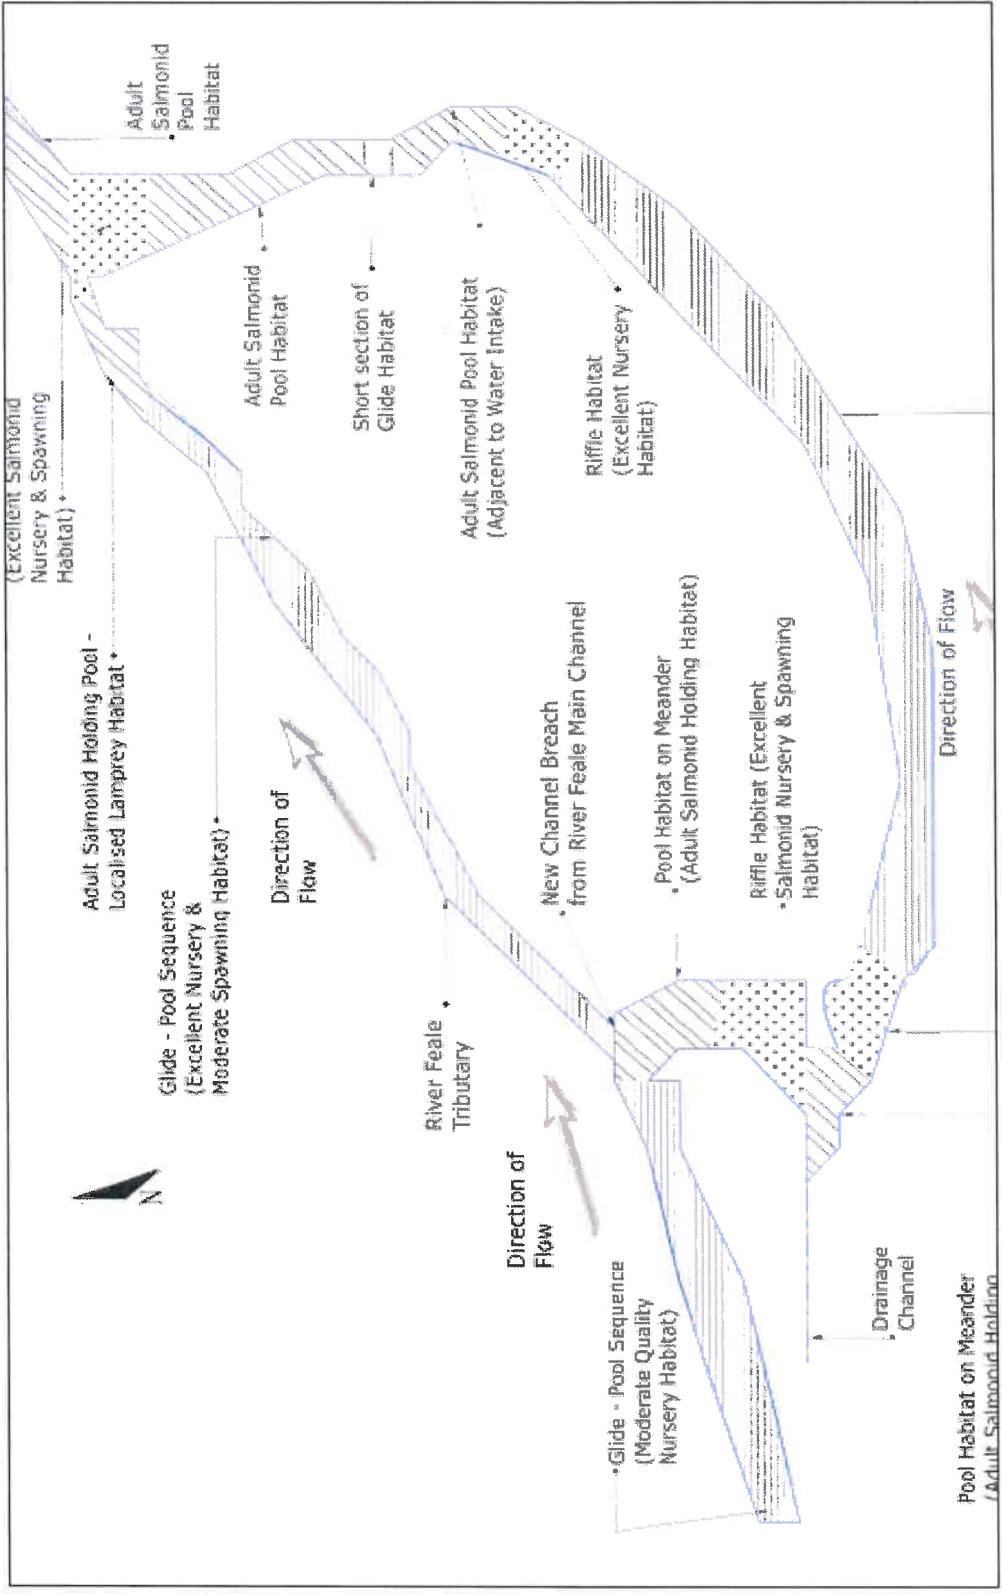 (Excellent Salmonid
Nursery & Spawning
Habitat)
Adult
Salmonid
Pool
Habitat
Adult Salmonid Holding Pool -
Localised Lamprey Habitat
Glide - Pool Sequence
(Excellent Nursery &
Moderate Spawning Habitat)
Adult Salmonid
Pool Habitat
Direction of
Flow
Short section of
Glide Habitat
N
River Feale
Tributary
Adult Salmonid Pool Habitat
(Adjacent to Water Intake)
Direction of
Flow
New Channel Breach
from River Feale Main Channel
Riffle Habitat
(Excellent Nursery
Habitat)
Glide - Pool Sequence
(Moderate Quality
Nursery Habitat)
Pool Habitat on Meander
(Adult Salmonid Holding Habitat)
Riffle Habitat (Excellent
Salmonid Nursery & Spawning
Habitat)
Drainage
Channel
Direction of Flow
Pool Habitat on Meander
(Adult Salmonid Holding